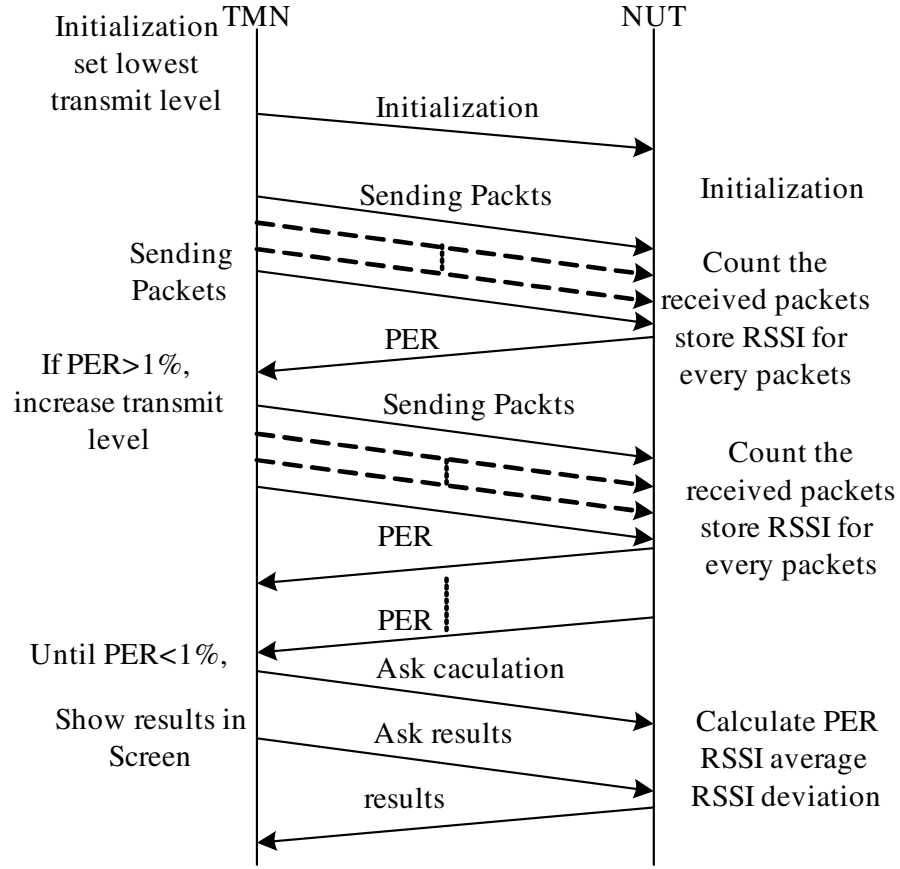 TMN
NUT
Initialization
set lowest
transmit level
Initialization
Initialization
Sending Packts
Sending
Packets
Count the
received packets
store RSSI for
every packets
PER
If PER>1%,
increase transmit
level
Sending Packts
Count the
received packets
store RSSI for
every packets
PER
PER
Until PER<1%,
Ask caculation
Show results in
Screen
Ask results
Calculate PER
RSSI average
RSSI deviation
results